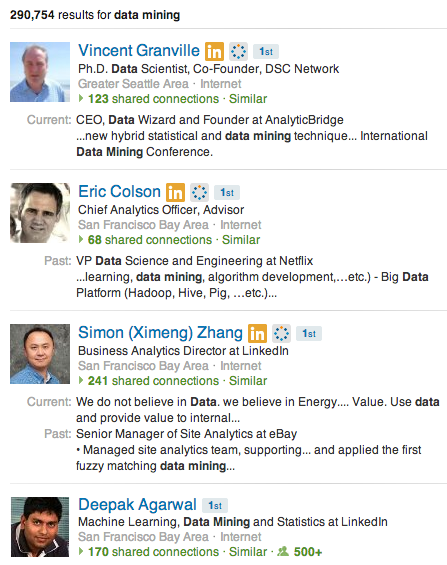 290,754 results for data mining
Vincent Granville in 1st
Ph.D. Data Scientist, Co-Founder, DSC Network
Greater Seattle Area · Internet
123 shared connections · Similar
Current: CEO, Data Wizard and Founder at AnalyticBridge
...new hybrid statistical and data mining technique... International
Data Mining Conference.
Eric Colson in 1st
Chief Analytics Officer, Advisor
San Francisco Bay Area · Internet
68 shared connections · Similar
Past: VP Data Science and Engineering at Netflix
...learning, data mining, algorithm development,…etc.) - Big Data
Platform (Hadoop, Hive, Pig, …etc.)...
Simon (Ximeng) Zhang in 1st
Business Analytics Director at LinkedIn
San Francisco Bay Area · Internet
241 shared connections · Similar
Current: We do not believe in Data. we believe in Energy.... Value. Use data
and provide value to internal...
Past: Senior Manager of Site Analytics at eBay
• Managed site analytics team, supporting... and applied the first
fuzzy matching data mining...
Deepak Agarwal 1st
Machine Learning, Data Mining and Statistics at LinkedIn
San Francisco Bay Area · Internet
170 shared connections · Similar · 500+